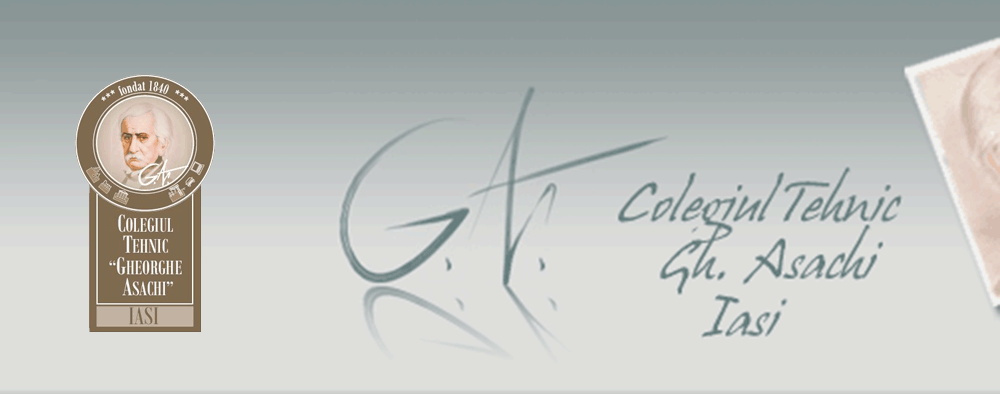 *** fondat 1840 ***
G.A.
COLEGIUL
TEHNIC
“GHEORGHE
ASACHI”
IASI
G.A.
Colegiul Tehnic
Gh. Asachi
Iasi